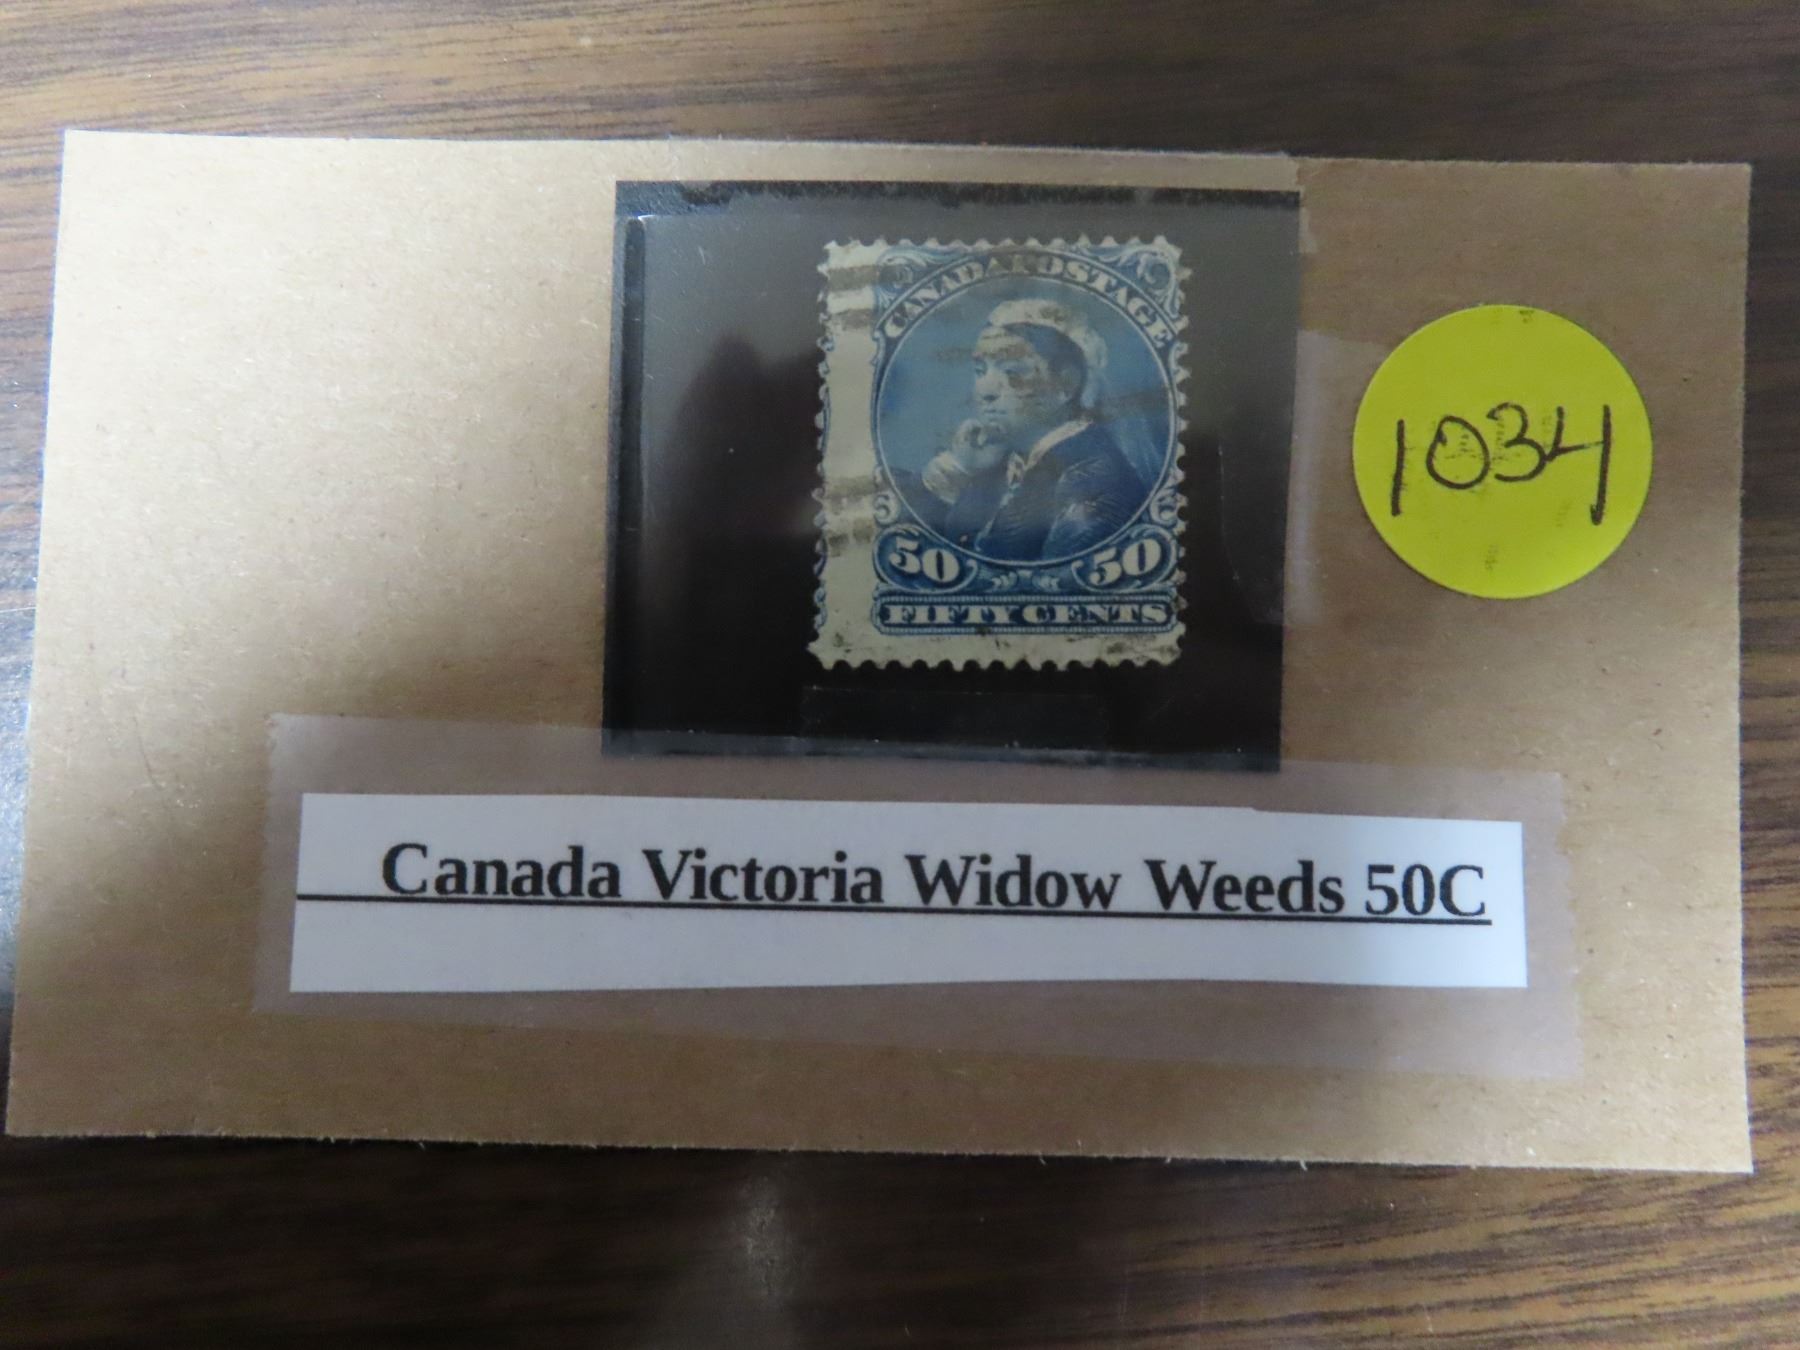 CANADA POSTAGE
50 50
FIFTY CENTS
1034
Canada Victoria Widow Weeds 50C